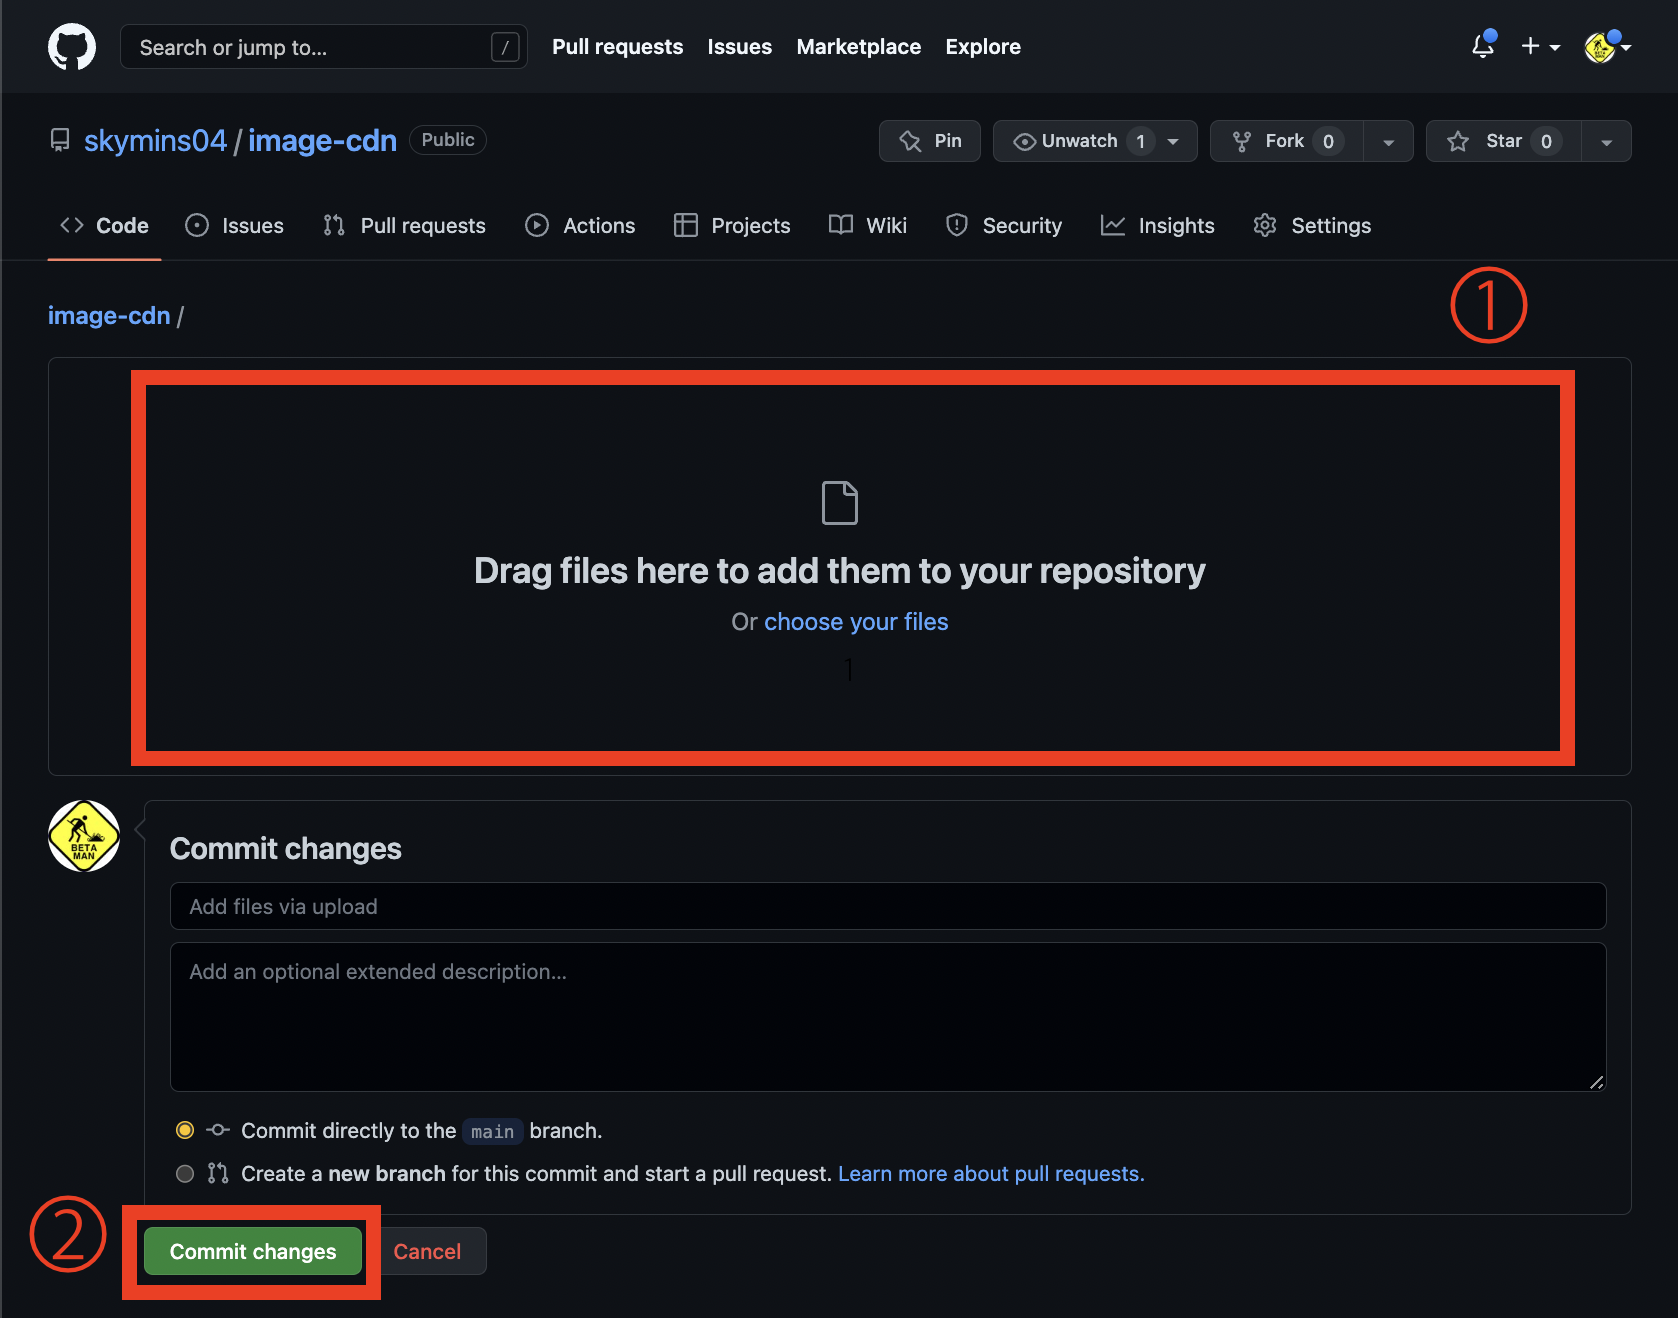 Search or jump to... /
Pull requests Issues Marketplace Explore
skymins04 / image-cdn Public
Pin Unwatch 1 Fork 0 Star 0
Code Issues Pull requests Actions Projects Wiki Security Insights Settings
①
image-cdn /
Drag files here to add them to your repository
Or choose your files
1
BETA
MAN
Commit changes
Add files via upload
Add an optional extended description...
Commit directly to the main branch.
Create a new branch for this commit and start a pull request. Learn more about pull requests.
②
Commit changes Cancel